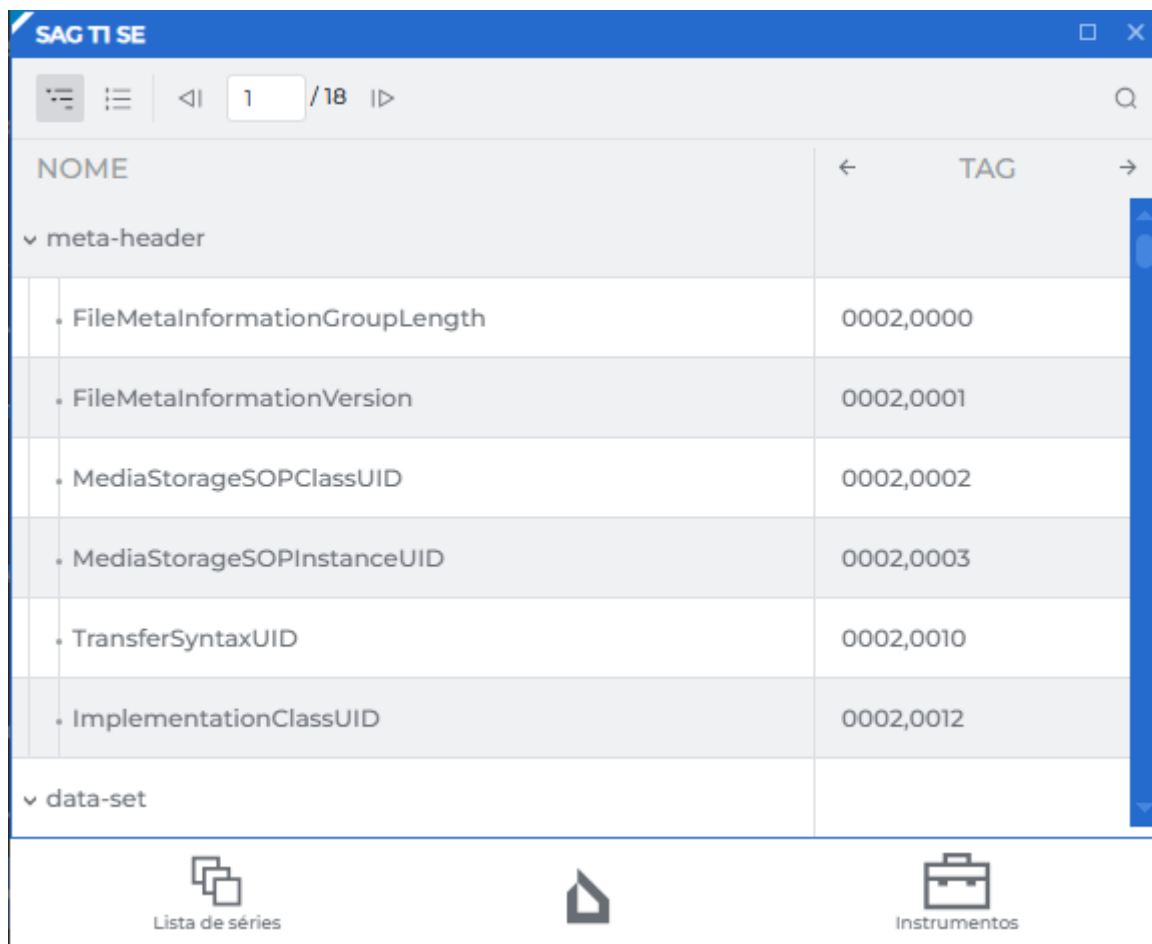 SAG T1 SE
1 / 18
NOME TAG
meta-header
FileMetaInformationGroupLength 0002,0000
FileMetaInformationVersion 0002,0001
MediaStorageSOPClassUID 0002,0002
MediaStorageSOPInstanceUID 0002,0003
TransferSyntaxUID 0002,0010
ImplementationClassUID 0002,0012
data-set
Lista de séries Instrumentos